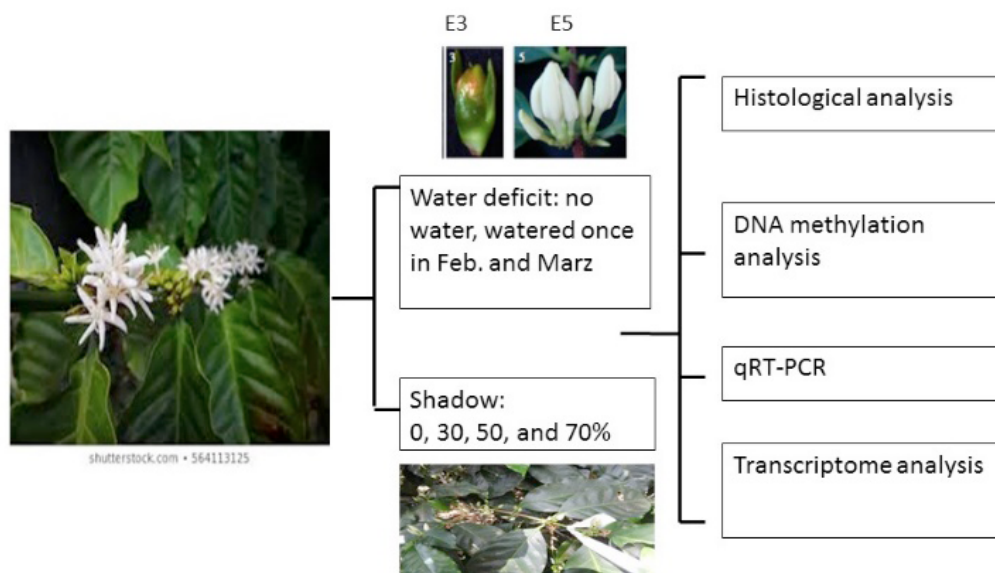 E3 E5
3 5
Histological analysis
Water deficit: no
water, watered once
in Feb. and Marz
DNA methylation
analysis
qRT-PCR
Shadow:
0, 30, 50, and 70%
shutterstock.com • 564113125
Transcriptome analysis